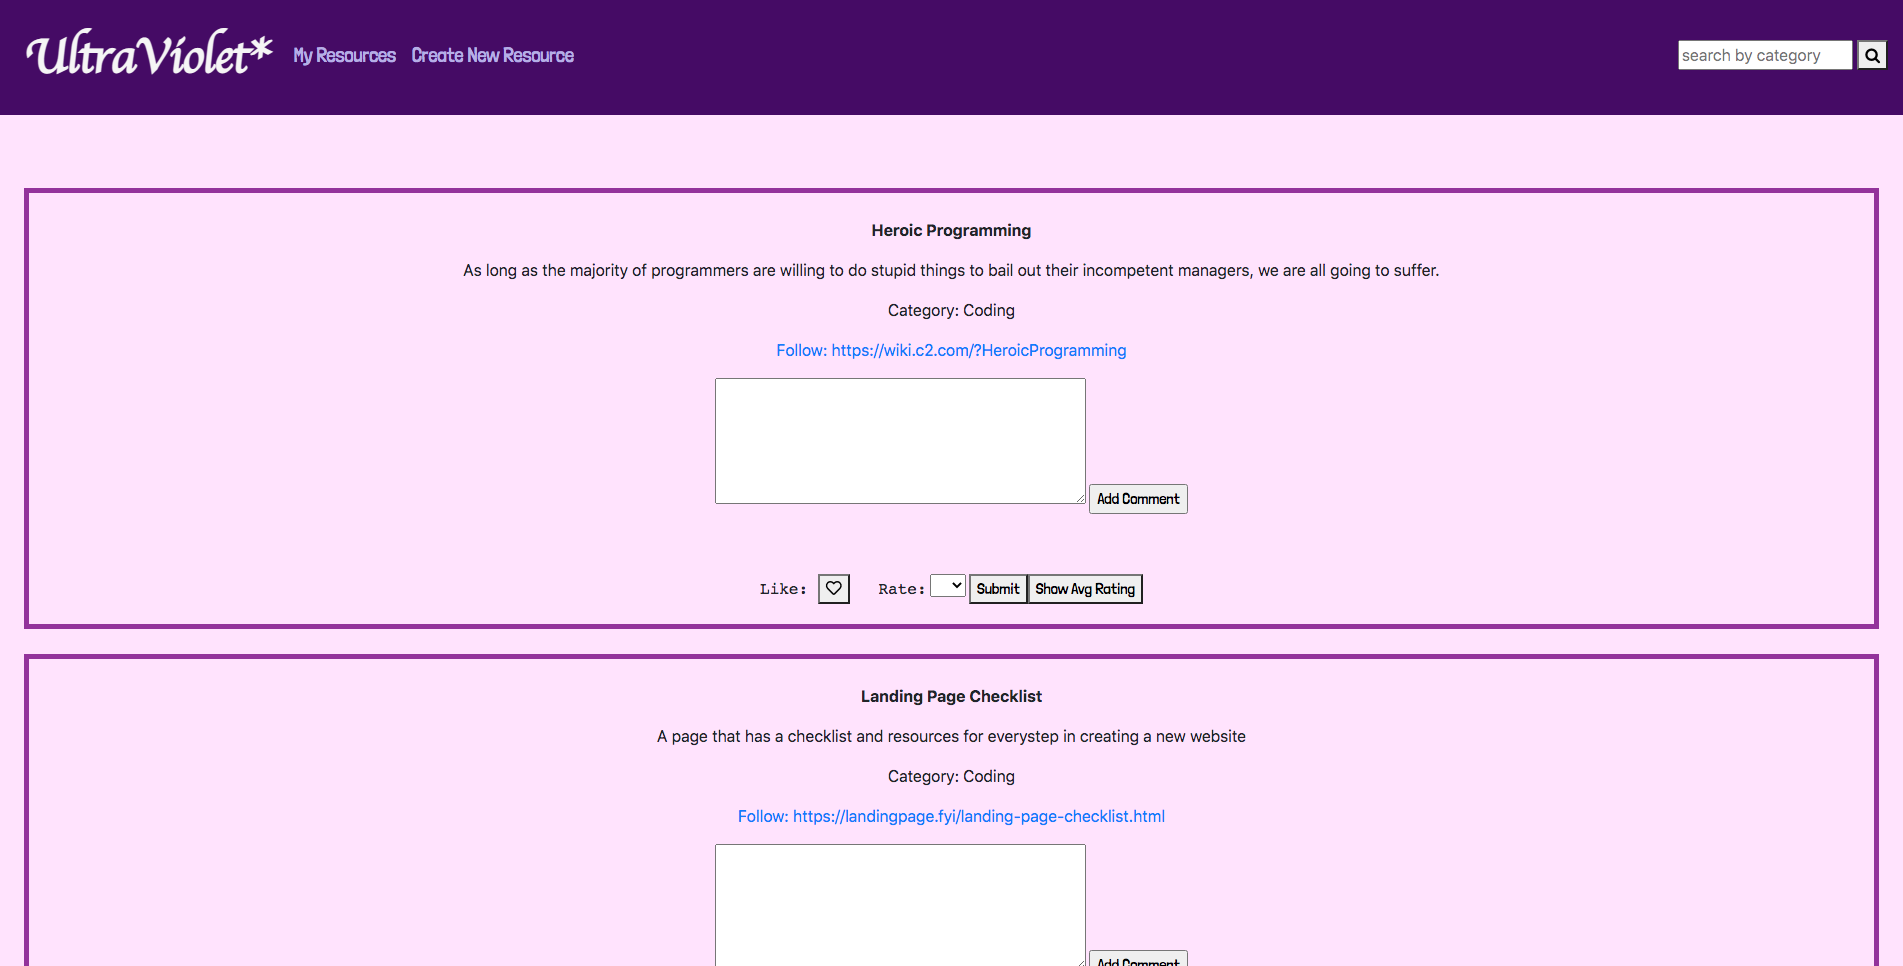 UltraViolet* My Resources Create New Resource search by category
Heroic Programming
As long as the majority of programmers are willing to do stupid things to bail out their incompetent managers, we are all going to suffer.
Category: Coding
Follow: https://wiki.c2.com/?HeroicProgramming
Add Comment
Like: Rate: Submit Show Avg Rating
Landing Page Checklist
A page that has a checklist and resources for everystep in creating a new website
Category: Coding
Follow: https://landingpage.fyi/landing-page-checklist.html
Add Comment